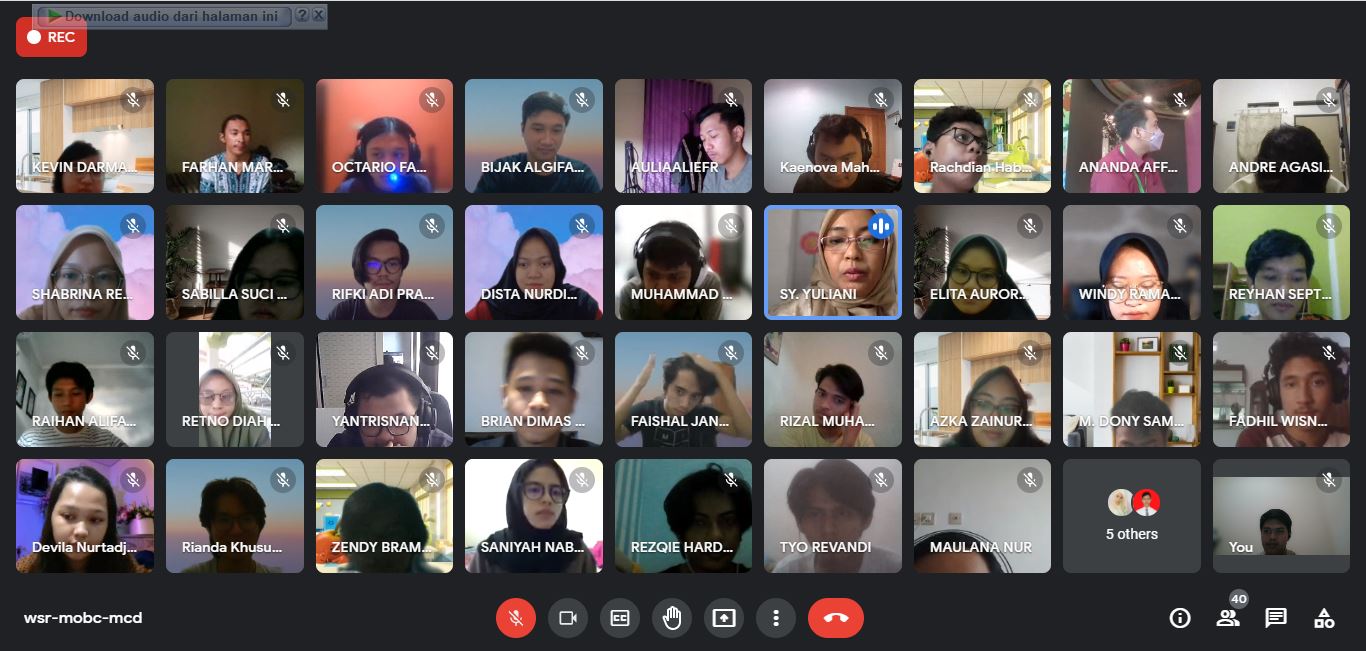 Download audio dari halaman ini ? X
REC
KEVIN DARMA...
FARHAN MAR...
OCTARIO FA...
BIJAK ALGIFA...
AULIAALIEFR
Kaenova Mah...
Rachdian Hab...
ANANDA AFF...
ANDRE AGASI...
SHABRINA RE...
SABILLA SUCI ...
RIFKI ADI PRA...
DISTA NURDI...
MUHAMMAD ...
SY. YULIANI
ELITA AUROR...
WINDY RAMA...
REYHAN SEPT...
RAIHAN ALIFA...
RETNO DIAH ...
YANTRISNAN...
BRIAN DIMAS ...
FAISHAL JAN...
RIZAL MUHA...
AZKA ZAINUR...
M. DONY SAM...
FADHIL WISN...
Devila Nurtadj...
Rianda Khusu...
ZENDY BRAM...
SANIYAH NAB...
REZQIE HARD...
TYO REVANDI
MAULANA NUR
5 others
You
wsr-mobc-mcd
CC
40